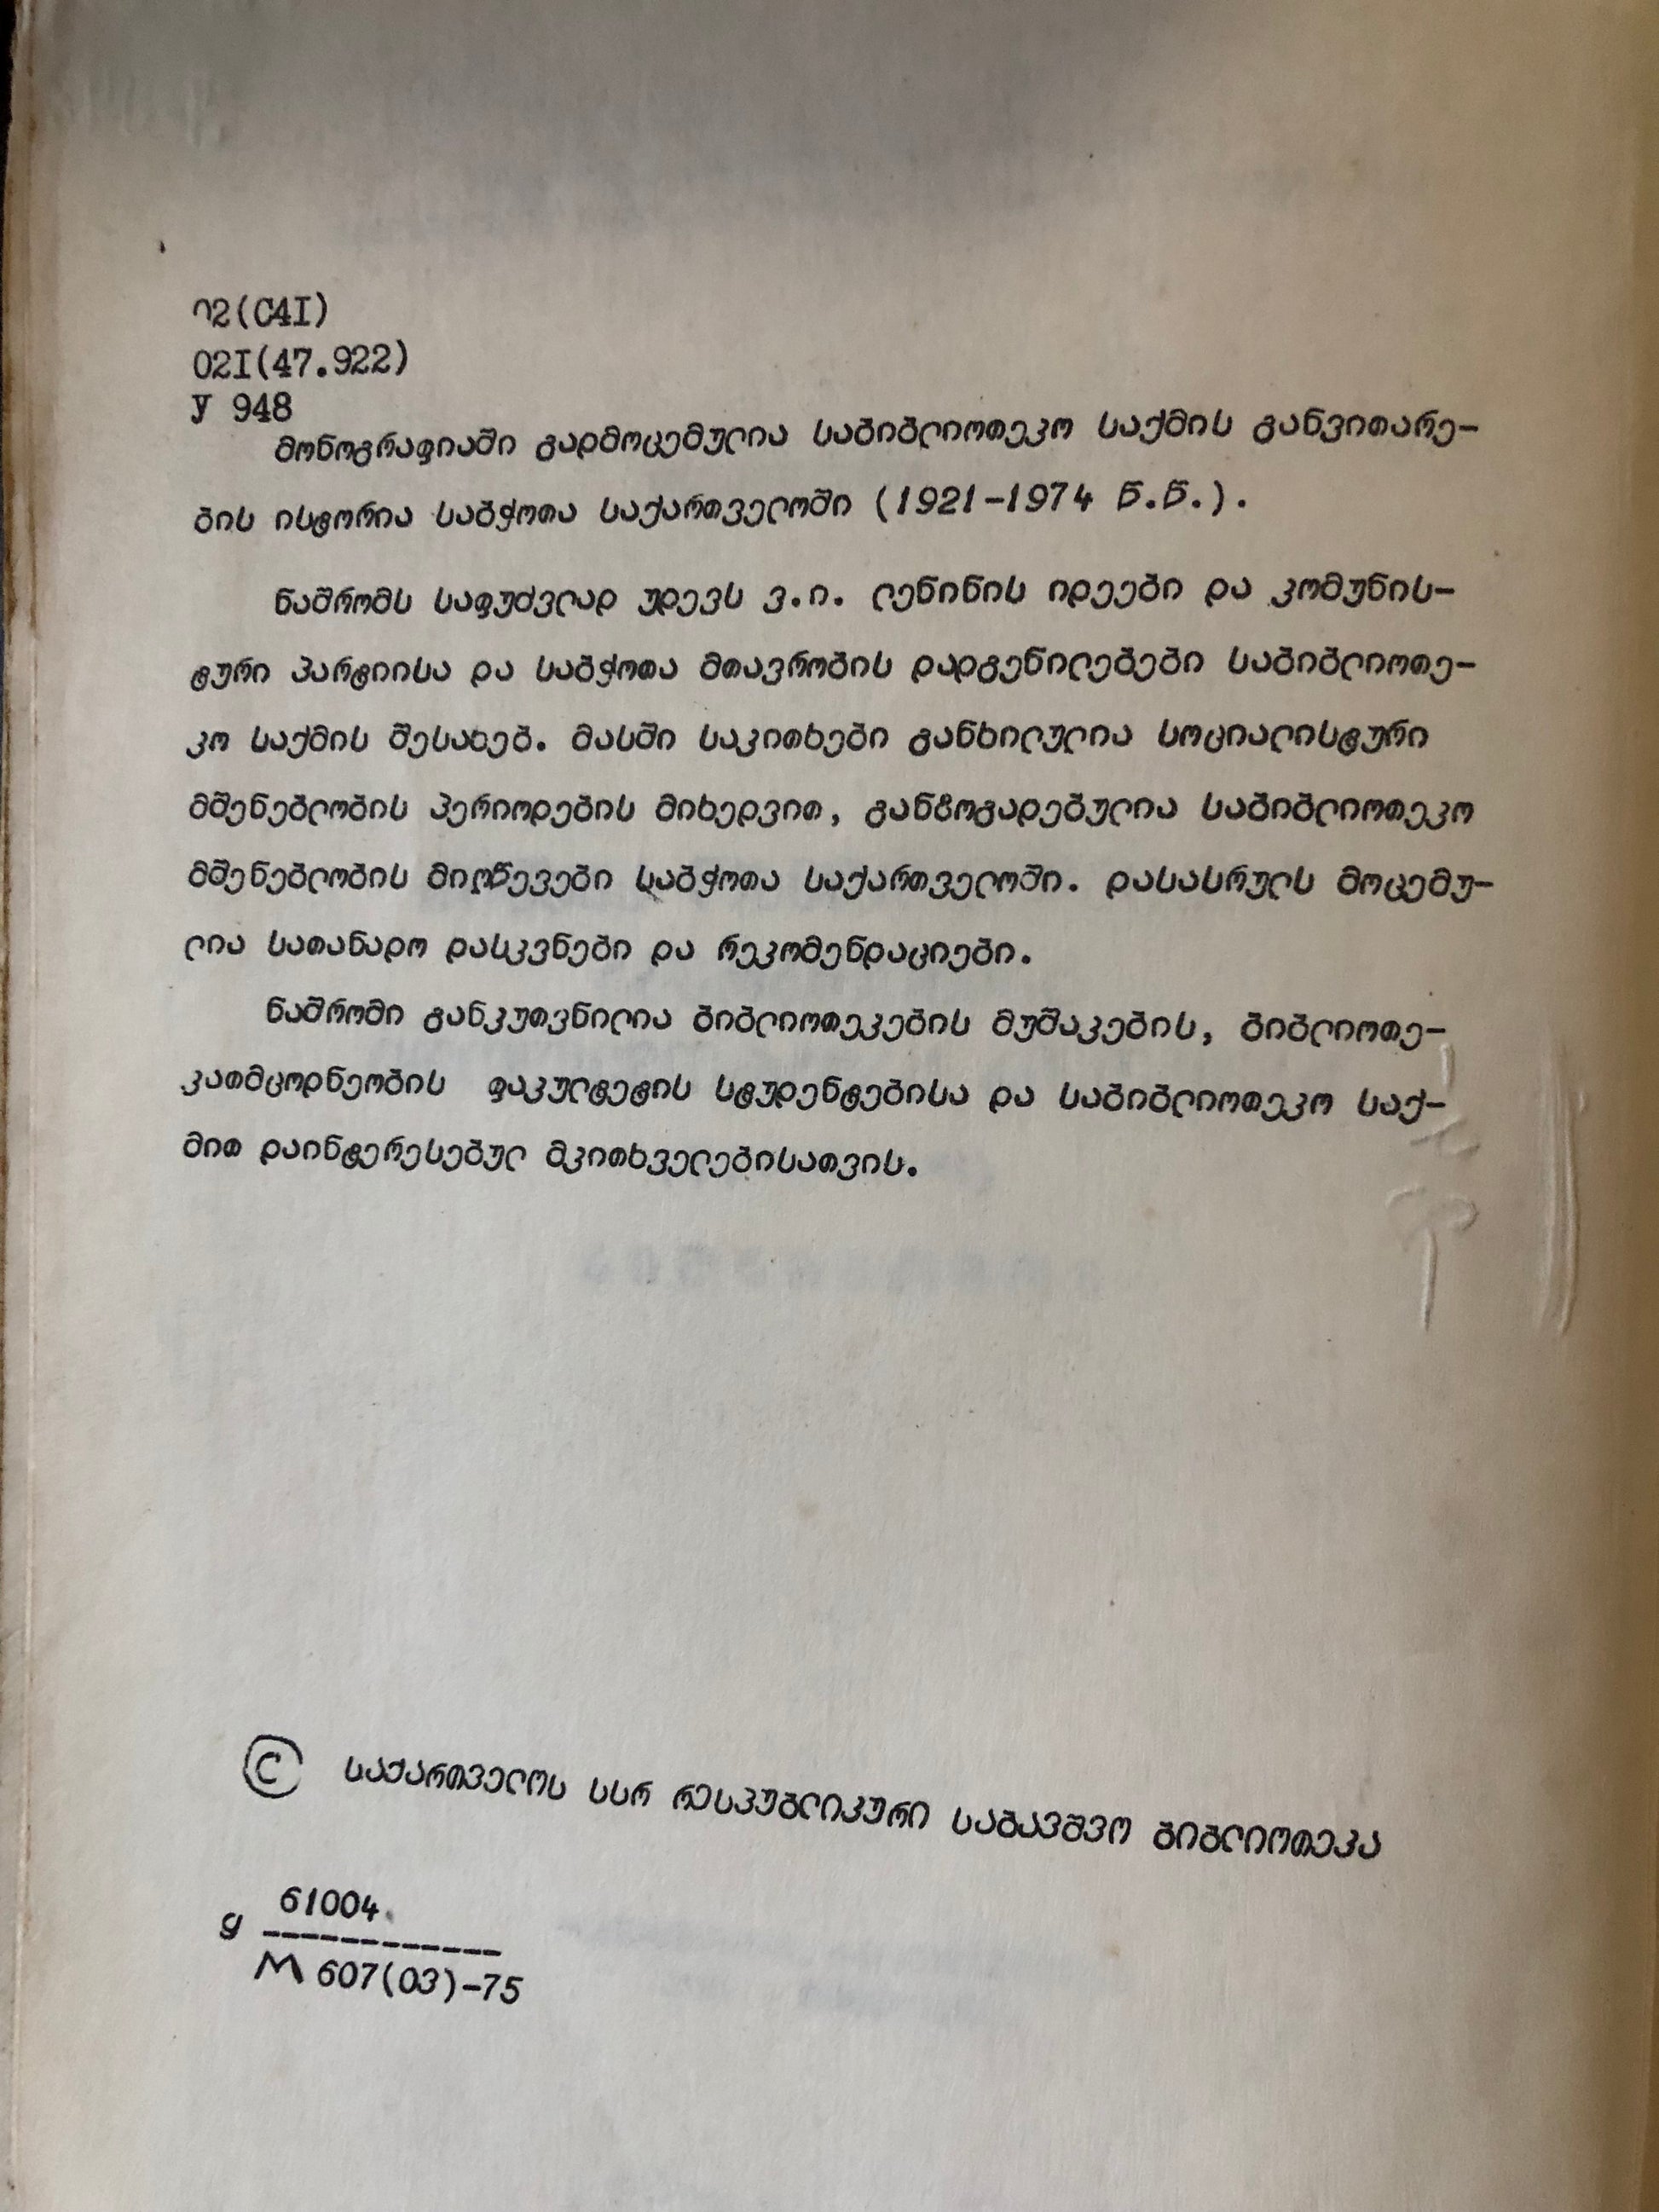 ი2(C4I)
02I(47.922)
У 948
მონოგრაფიაში გადმოცემულია საბიბლიოთეკო საქმის განვითარე-
ბის ისტორია საბჭოთა საქართველოში (1921-1974 წ.წ.).
ნაშრომს საფუძვლად უდევს ვ.ი. ლენინის იდეები და კომუნის-
ტური პარტიისა და საბჭოთა მთავრობის დადგენილებები საბიბლიოთე-
კო საქმის შესახებ. მასში საკითხები განხილულია სოციალისტური
მშენებლობის პერიოდების მიხედვით, განზოგადებულია საბიბლიოთეკო
მშენებლობის მიღწევები საბჭოთა საქართველოში. დასასრულს მოცემუ-
ლია სათანადო დასკვნები და რეკომენდაციები.
ნაშრომი განკუთვნილია ბიბლიოთეკების მუშაკების, ბიბლიოთე-
კათმცოდნეობის ფაკულტეტის სტუდენტებისა და საბიბლიოთეკო საქ-
მით დაინტერესებულ მკითხველებისათვის.
© საქართველოს სსრ რესპუბლიკური საბავშვო ბიბლიოთეკა
61004
უ ------------
M 607(03)-75